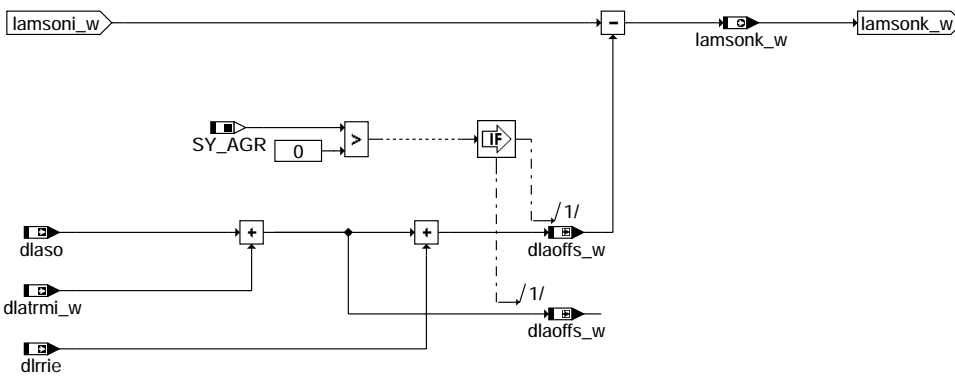 lamsoni_w
-
lamsonk_w
lamsonk_w
SY_AGR
0
>
IF
/1/
dlaso
+
+
dlaoffs_w
dlatrmi_w
/1/
dlaoffs_w
dlrrie